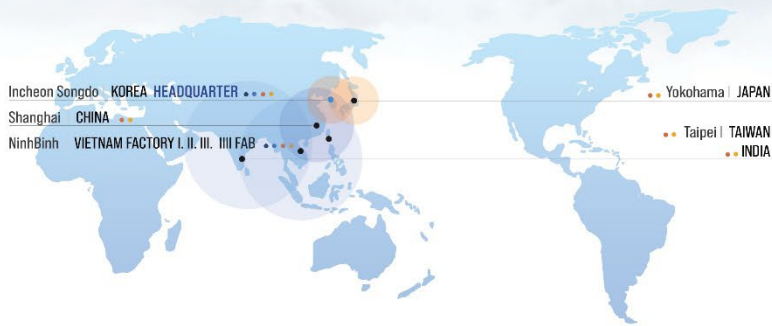 Incheon Songdo KOREA HEADQUARTER
Yokohama | JAPAN
Shanghai CHINA
Taipei | TAIWAN
NinhBinh VIETNAM FACTORY I. II. III. IIII FAB
INDIA